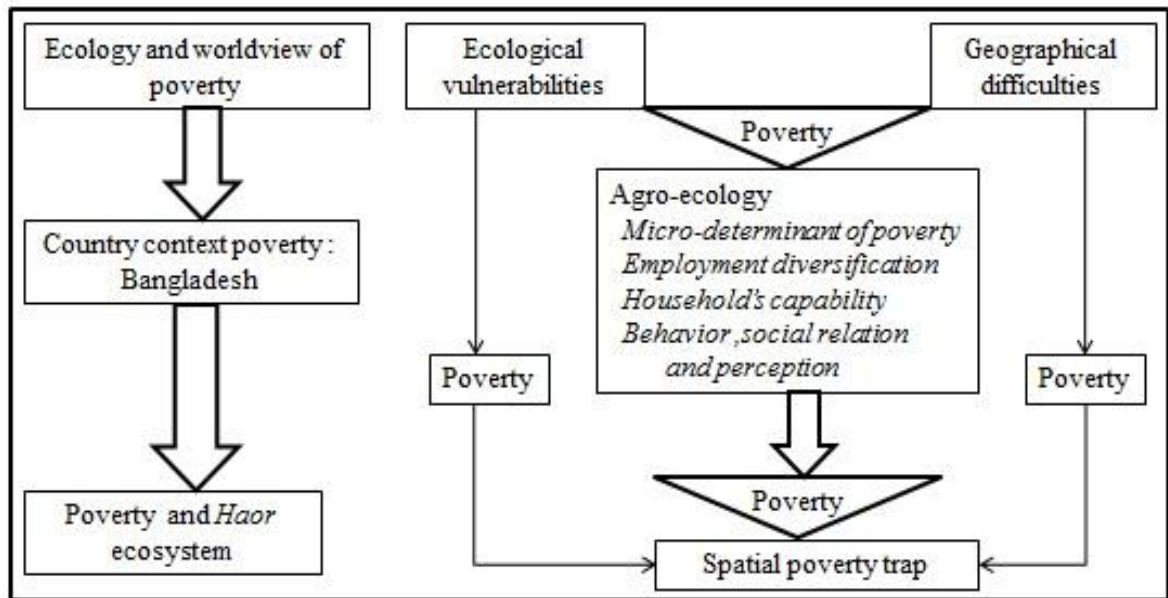 Ecology and worldview of
poverty
Country context poverty :
Bangladesh
Poverty and Haor
ecosystem
Ecological
vulnerabilities
Geographical
difficulties
Poverty
Agro-ecology
Micro-determinant of poverty
Employment diversification
Household's capability
Behavior ,social relation
and perception
Poverty
Poverty
Poverty
Spatial poverty trap